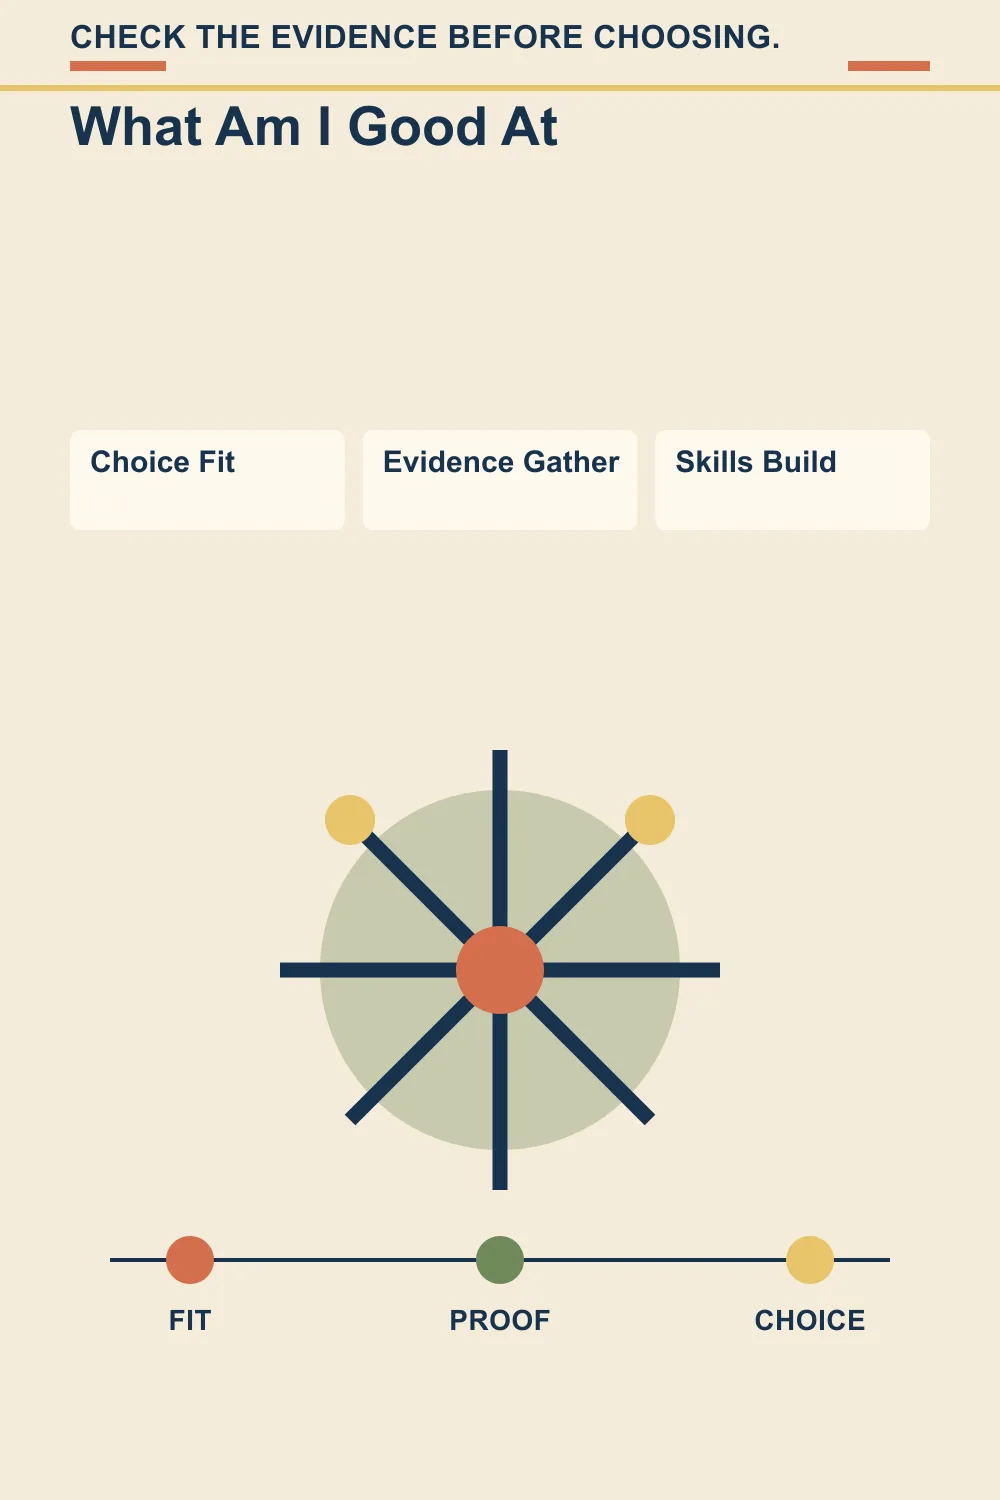 CHECK THE EVIDENCE BEFORE CHOOSING.
What Am I Good At
Choice Fit
Evidence Gather
Skills Build
FIT
PROOF
CHOICE